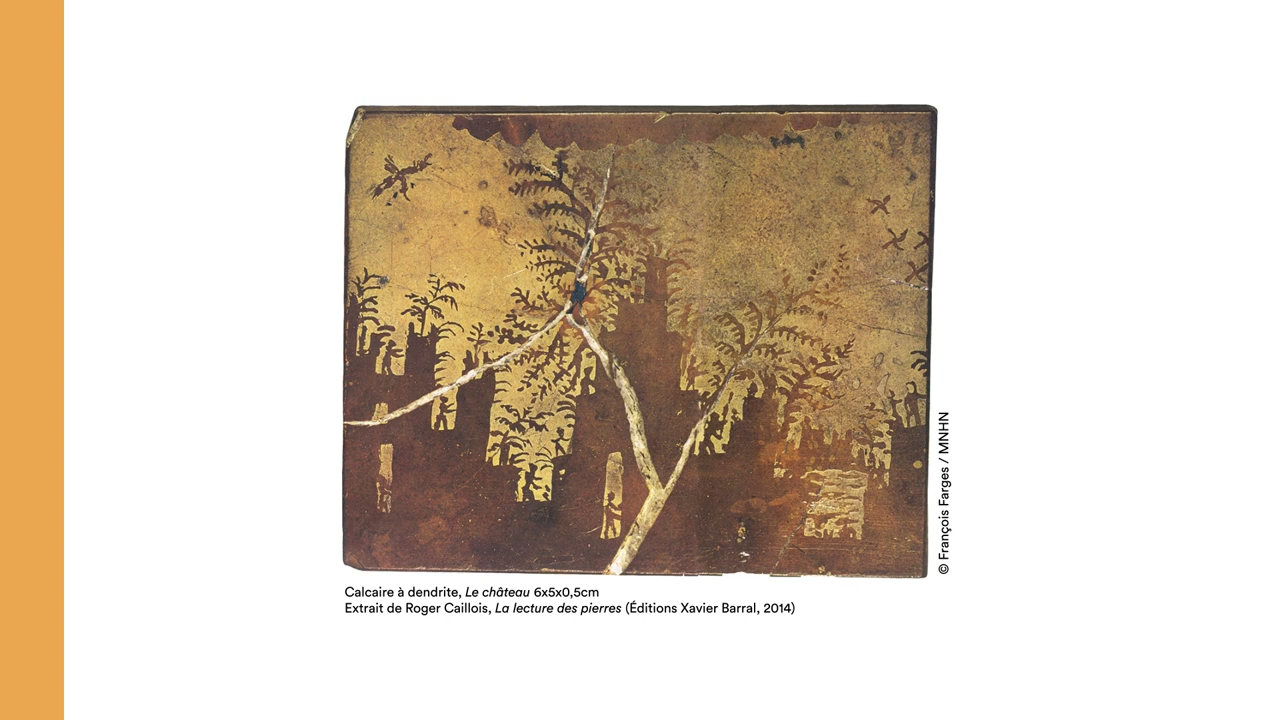 Calcaire à dendrite, Le château 6x5x0,5cm
Extrait de Roger Caillois, La lecture des pierres (Éditions Xavier Barral, 2014)
© François Farges / MNHN